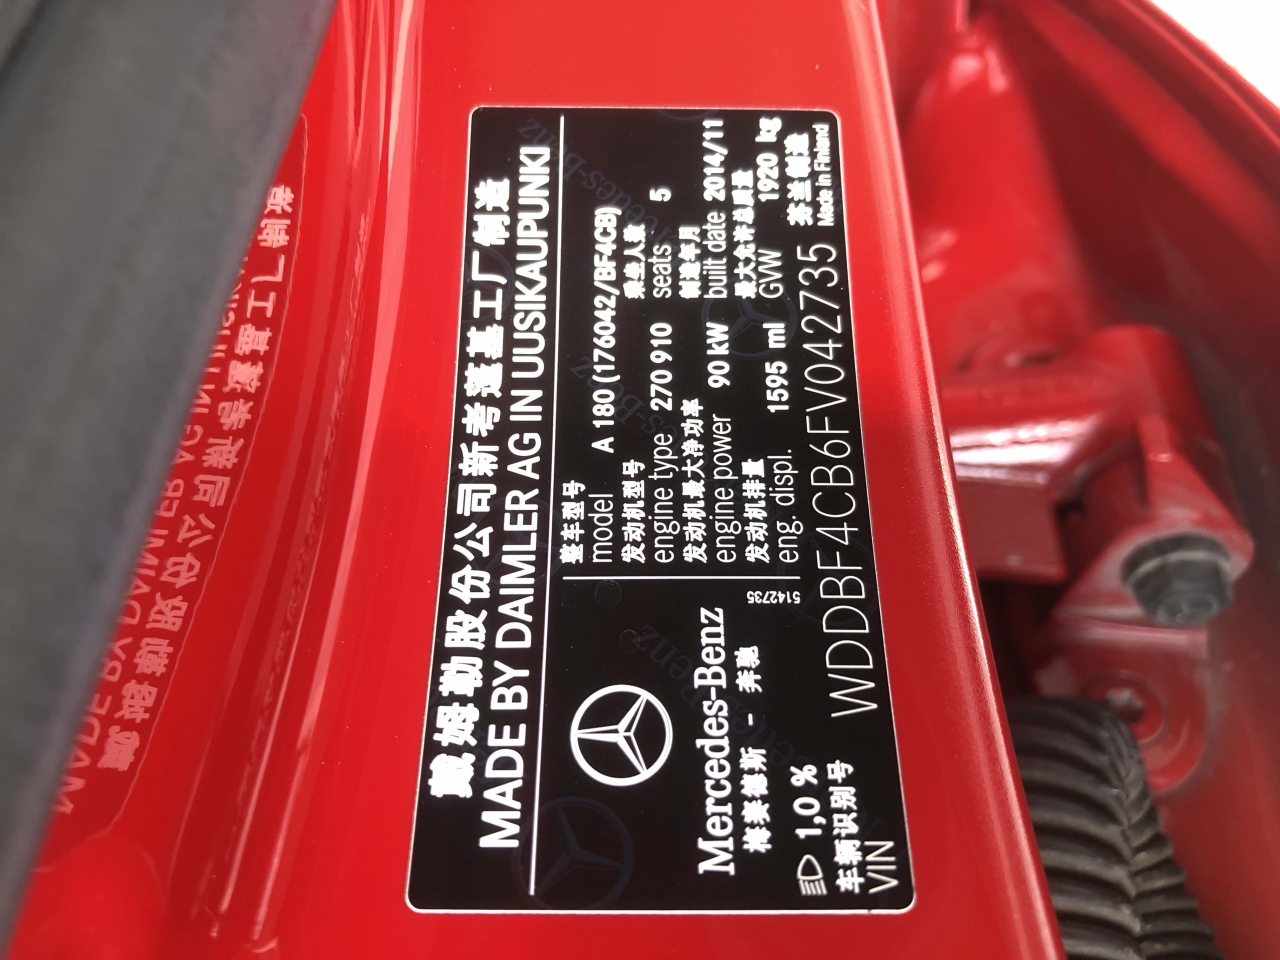 戴姆勒股份公司新考蓬基工厂制造
MADE BY DAIMLER AG IN UUSIKAUPUNKI
整车型号
model A 180 (176042/BF4CB)
发动机型号 乘坐人数
engine type 270 910 seats 5
发动机最大净功率 制造年月
engine power 90 kW built date 2014/11
发动机排量 最大允许总质量
eng. displ. 1595 ml GVW 1920 kg
5142735
Mercedes-Benz
梅赛德斯 - 奔驰
1,0 %
芬兰制造
Made in Finland
车辆识别号
VIN WDDBF4CB6FV042735